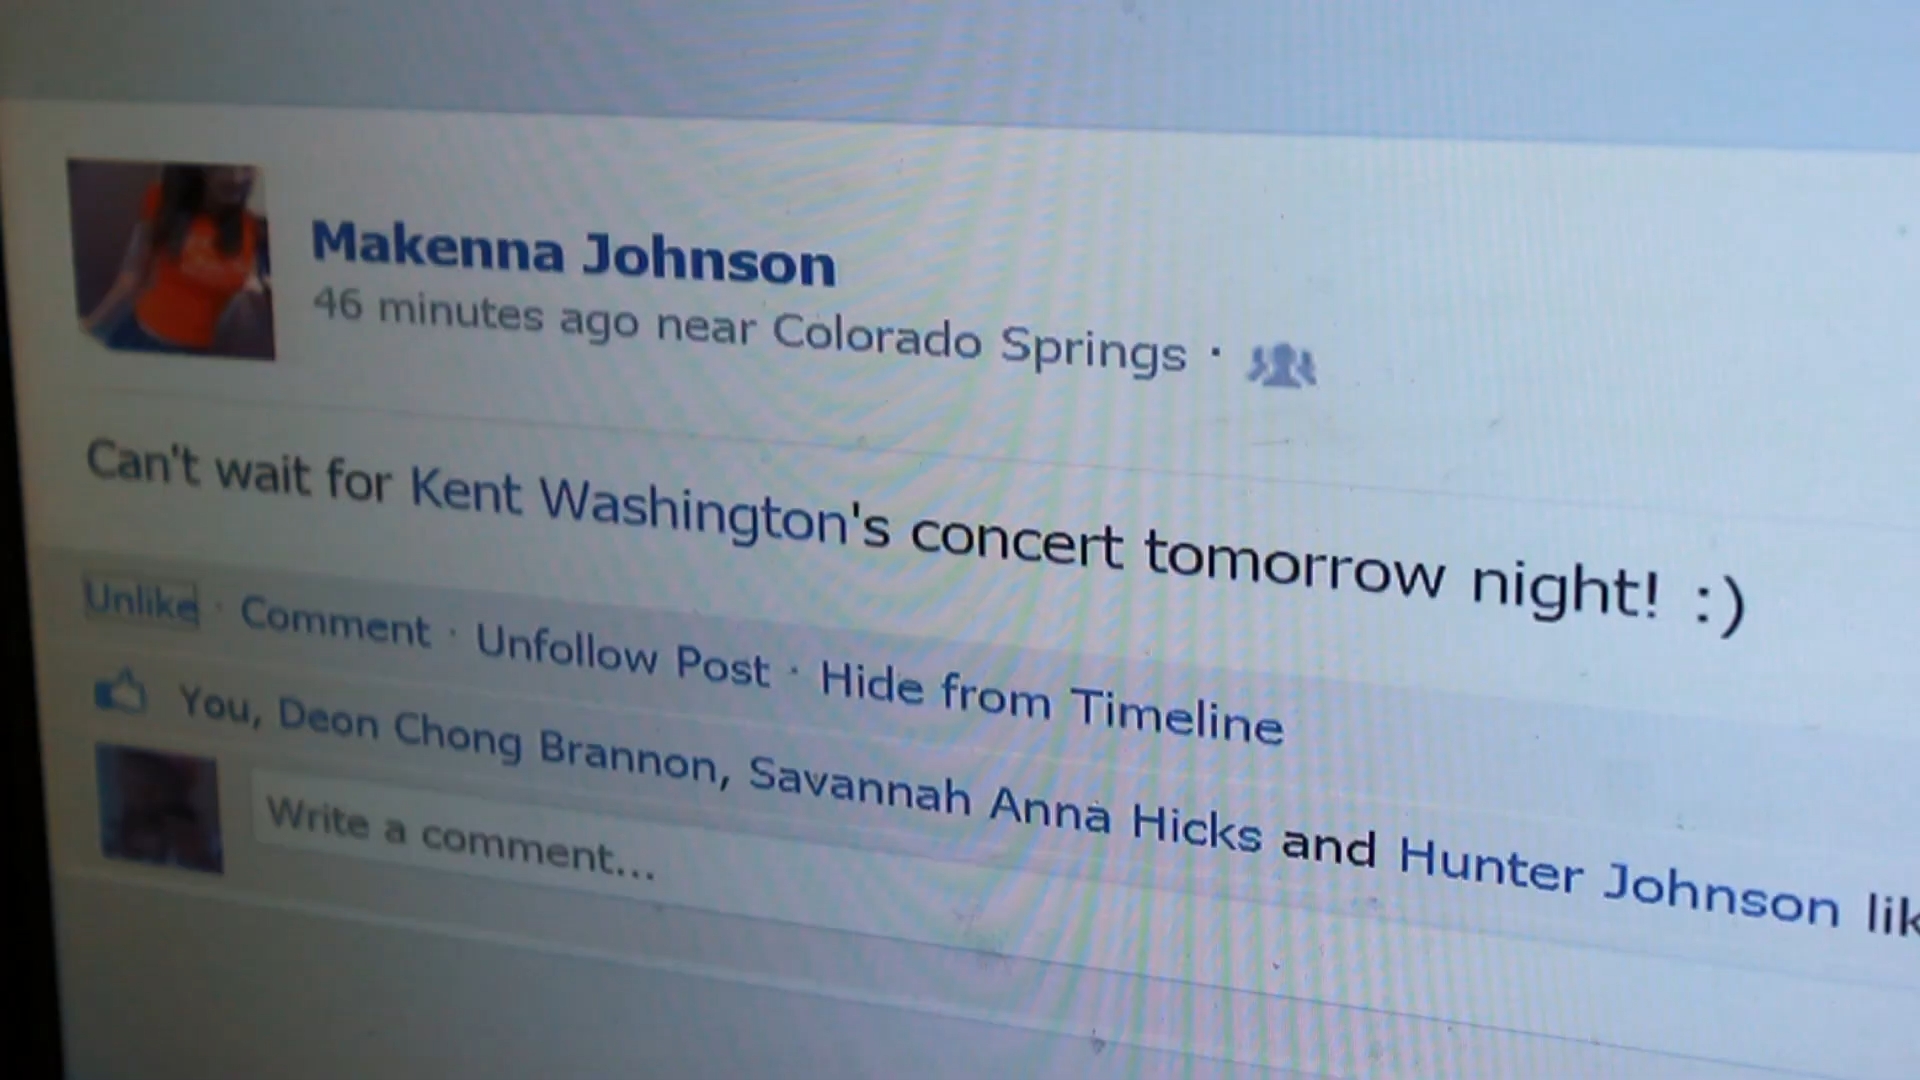 Makenna Johnson
46 minutes ago near Colorado Springs ·
Can't wait for Kent Washington's concert tomorrow night! :)
Unlike · Comment · Unfollow Post · Hide from Timeline
You, Deon Chong Brannon, Savannah Anna Hicks and Hunter Johnson lik
Write a comment...